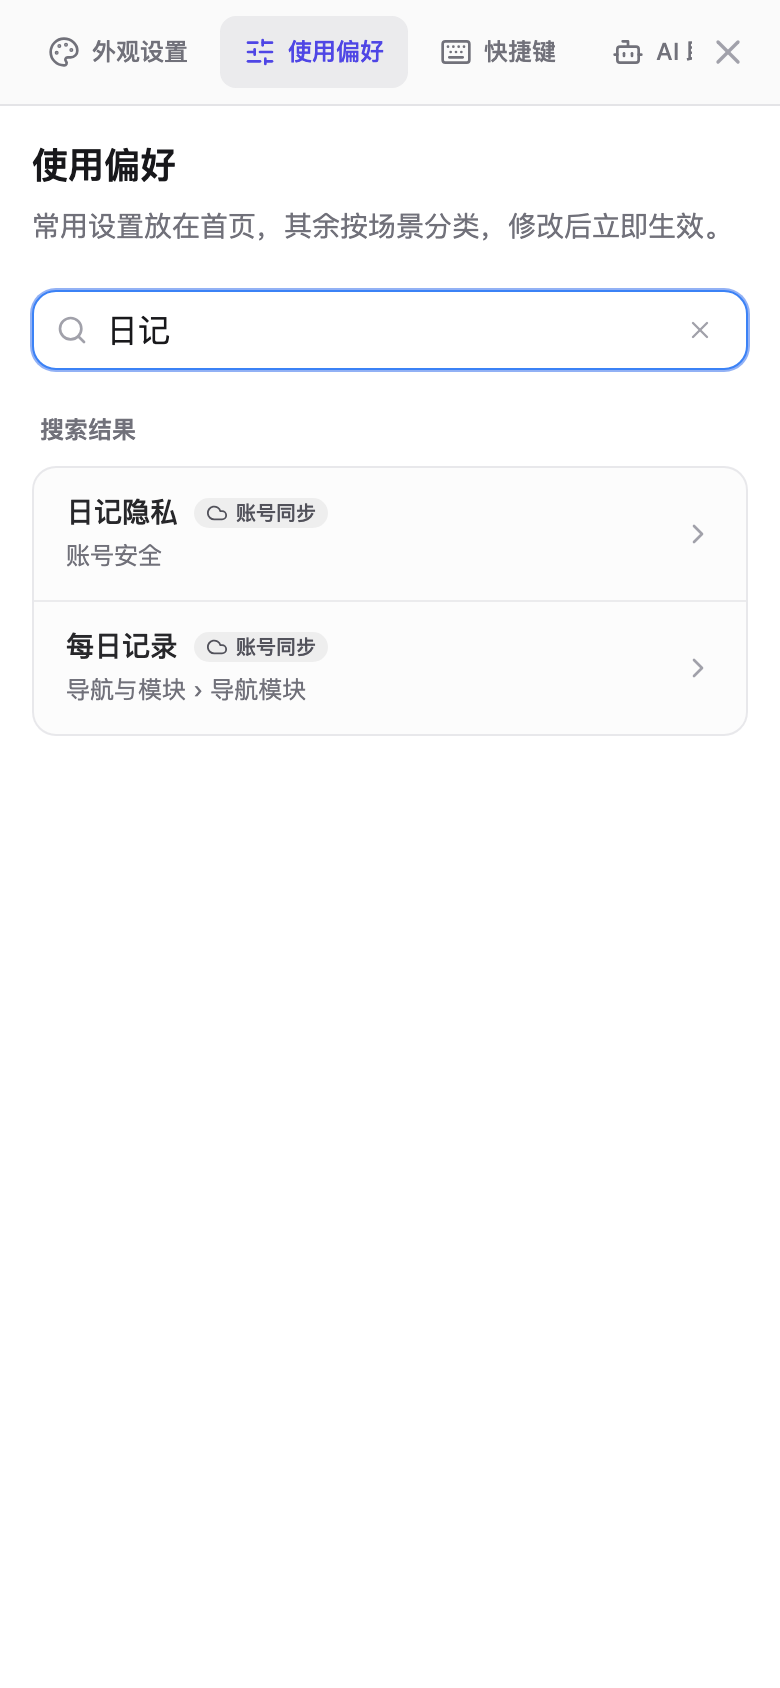 外观设置 使用偏好 快捷键 AI
使用偏好
常用设置放在首页，其余按场景分类，修改后立即生效。
日记
搜索结果
日记隐私 账号同步
账号安全
每日记录 账号同步
导航与模块 › 导航模块